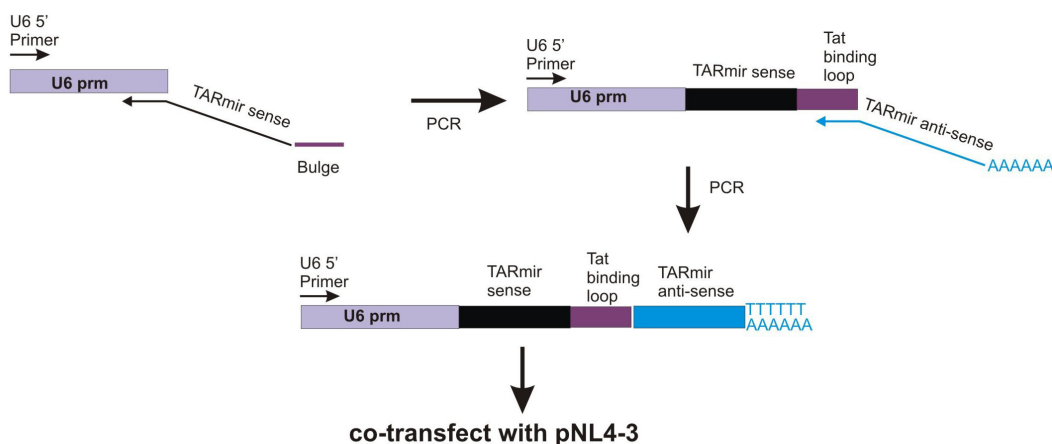 U6 5'
Primer
U6 prm
TARmir sense
Bulge
PCR
U6 5'
Primer
U6 prm
TARmir sense
Tat
binding
loop
TARmir anti-sense
AAAAAA
PCR
U6 5'
Primer
U6 prm
TARmir
sense
Tat
binding
loop
TARmir
anti-sense
TTTTTT
AAAAAA
co-transfect with pNL4-3